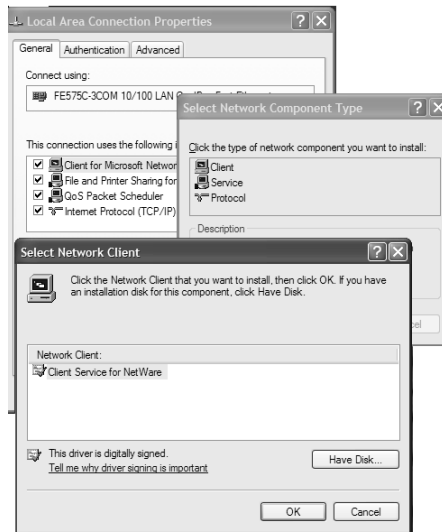 Local Area Connection Properties
General Authentication Advanced
Connect using:
FE575C-3COM 10/100 LAN
This connection uses the following
Client for Microsoft Networ
File and Printer Sharing for
QoS Packet Scheduler
Internet Protocol (TCP/IP)
Select Network Component Type
Click the type of network component you want to install:
Client
Service
Protocol
Description
Select Network Client
Click the Network Client that you want to install, then click OK. If you have
an installation disk for this component, click Have Disk.
Network Client:
Client Service for NetWare
This driver is digitally signed.
Tell me why driver signing is important
Have Disk...
OK Cancel